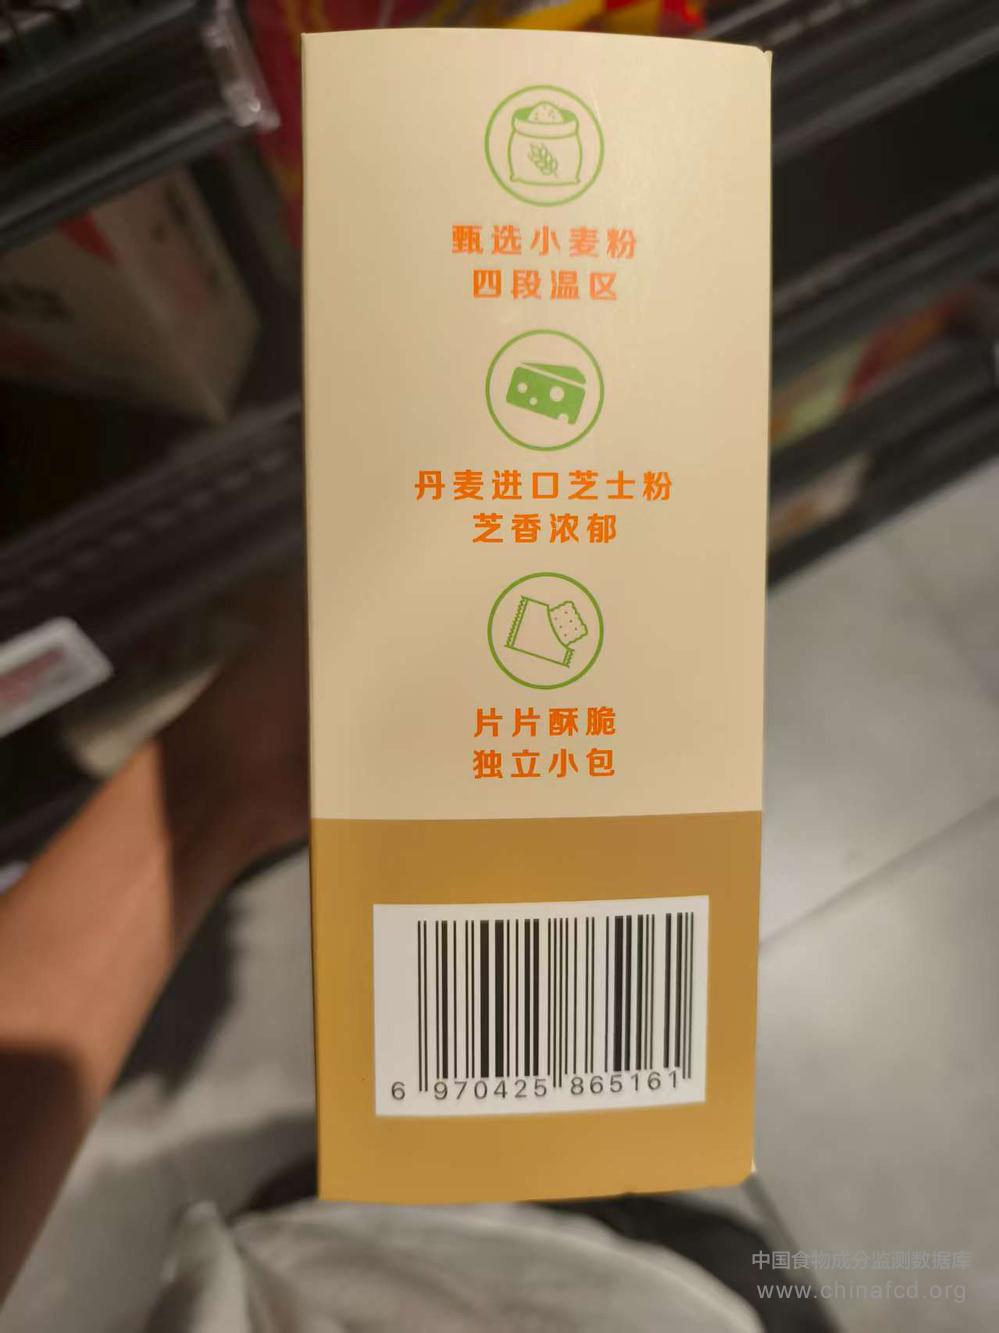 甄选小麦粉
四段温区
丹麦进口芝士粉
芝香浓郁
片片酥脆
独立小包
6 970425 865161
中国食物成分监测数据库
www.chinafcd.org